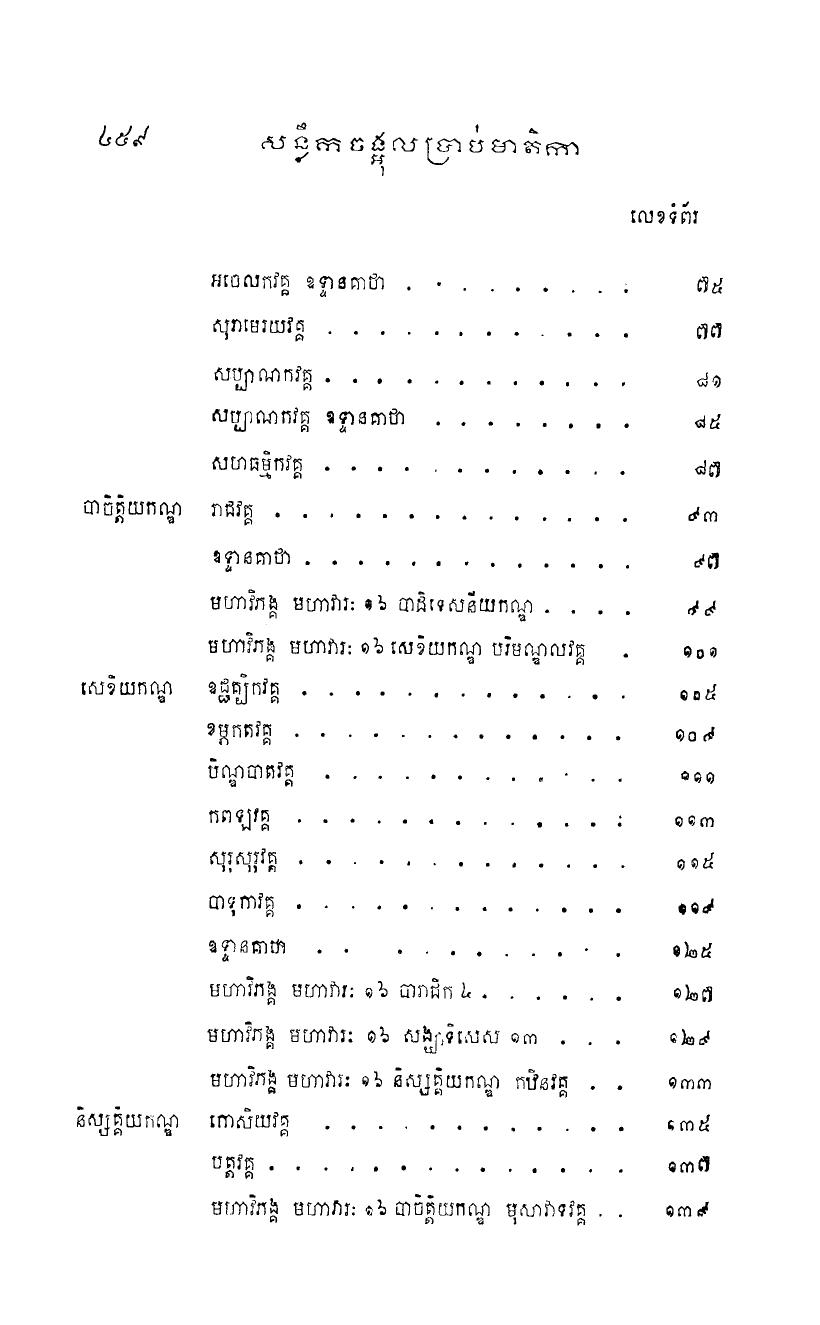 ៤៥៩ សន្លឹកចង្អុលប្រាប់មាតិកា
លេខទំព័រ
អចេលកវគ្គ ឧទ្ទានគាថា . . . . . . . . . ៧៥
សុរាមេរយវគ្គ . . . . . . . . . . . . ៧៧
សប្បាណកវគ្គ . . . . . . . . . . . . ៨១
សប្បាណកវគ្គ ឧទ្ទានគាថា . . . . . . . . ៨៥
សហធម្មិកវគ្គ . . . . . . . . . . . . ៨៧
បាចិត្តិយកណ្ឌ រាជវគ្គ . . . . . . . . . . . . . . ៩៣
ឧទ្ទានគាថា . . . . . . . . . . . . . ៩៧
មហាវិភង្គ មហាវារៈ ១៦ បាដិទេសនីយកណ្ឌ . . . . ៩៩
មហាវិភង្គ មហាវារៈ ១៦ សេខិយកណ្ឌ បរិមណ្ឌលវគ្គ . ១០១
សេខិយកណ្ឌ ឧជ្ជគ្ឃិកវគ្គ . . . . . . . . . . . . . ១០៥
ខម្ភកតវគ្គ . . . . . . . . . . . . . ១០៩
បិណ្ឌបាតវគ្គ . . . . . . . . . . . . ១១១
កពឡវគ្គ . . . . . . . . . . . . . ១១៣
សុរុសុរុវគ្គ . . . . . . . . . . . . . ១១៥
បាទុកាវគ្គ . . . . . . . . . . . . . ១១៩
ឧទ្ទានគាថា . . . . . . . . . . . ១២៥
មហាវិភង្គ មហាវារៈ ១៦ បារាជិក ៤ . . . . . . ១២៧
មហាវិភង្គ មហាវារៈ ១៦ សង្ឃាទិសេស ១៣ . . . ១២៩
មហាវិភង្គ មហាវារៈ ១៦ និស្សគ្គិយកណ្ឌ កឋិនវគ្គ . . ១៣៣
និស្សគ្គិយកណ្ឌ កោសិយវគ្គ . . . . . . . . . . . . ១៣៥
បត្តវគ្គ . . . . . . . . . . . . . . ១៣៧
មហាវិភង្គ មហាវារៈ ១៦ បាចិត្តិយកណ្ឌ មុសាវាទវគ្គ . . ១៣៩